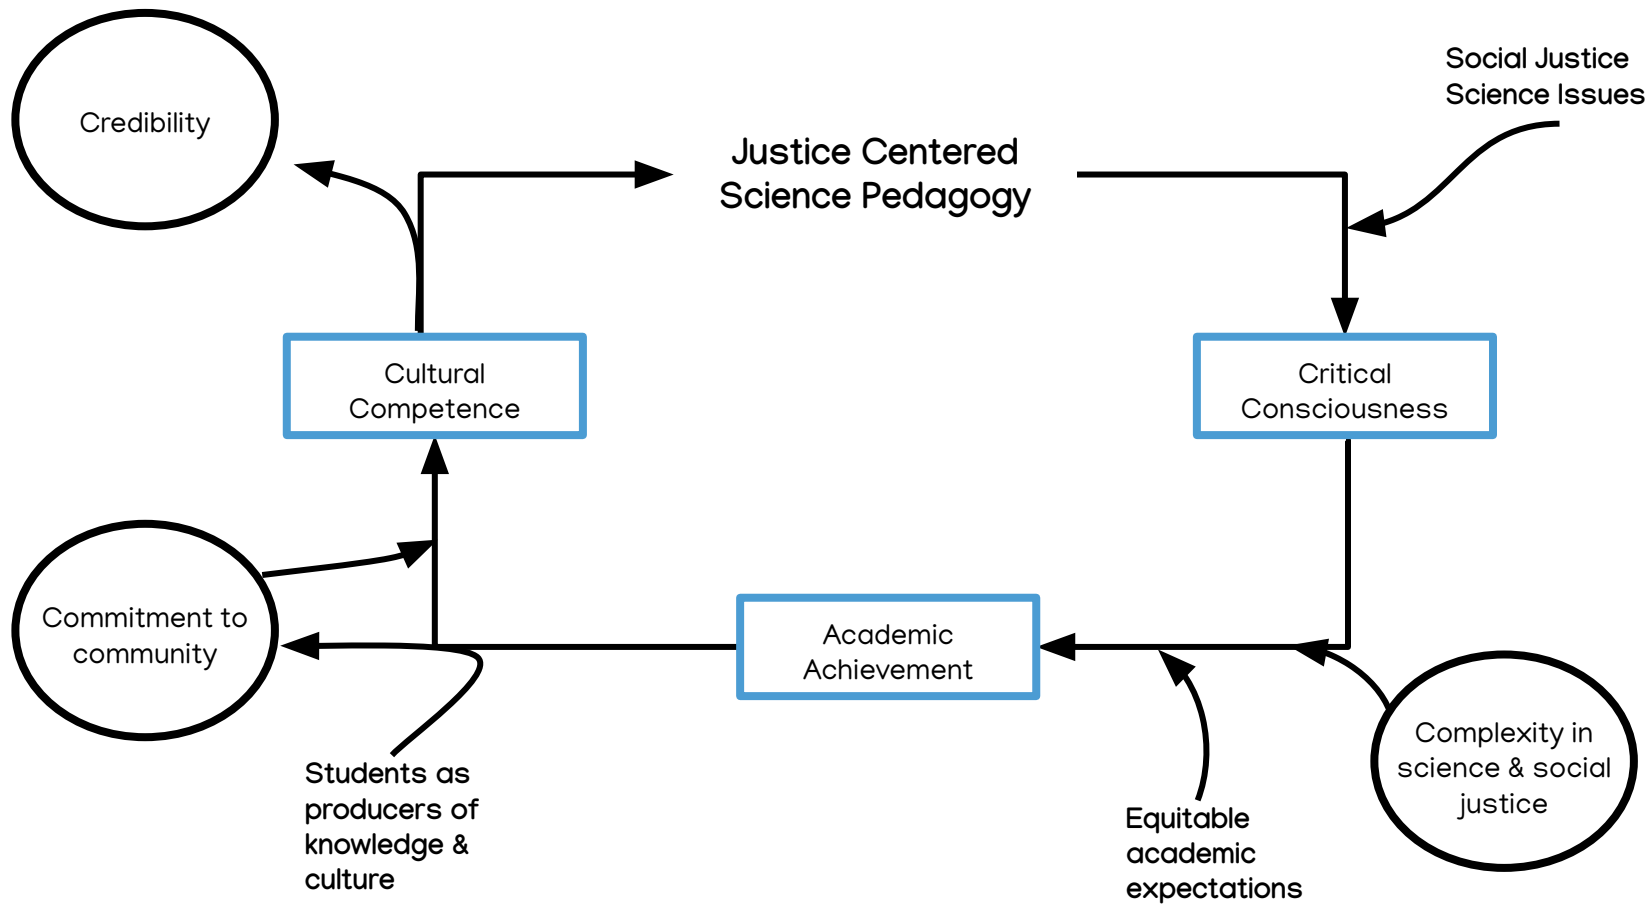 Credibility
Social Justice
Science Issues
Justice Centered
Science Pedagogy
Cultural
Competence
Critical
Consciousness
Commitment to
community
Academic
Achievement
Complexity in
science & social
justice
Students as
producers of
knowledge &
culture
Equitable
academic
expectations